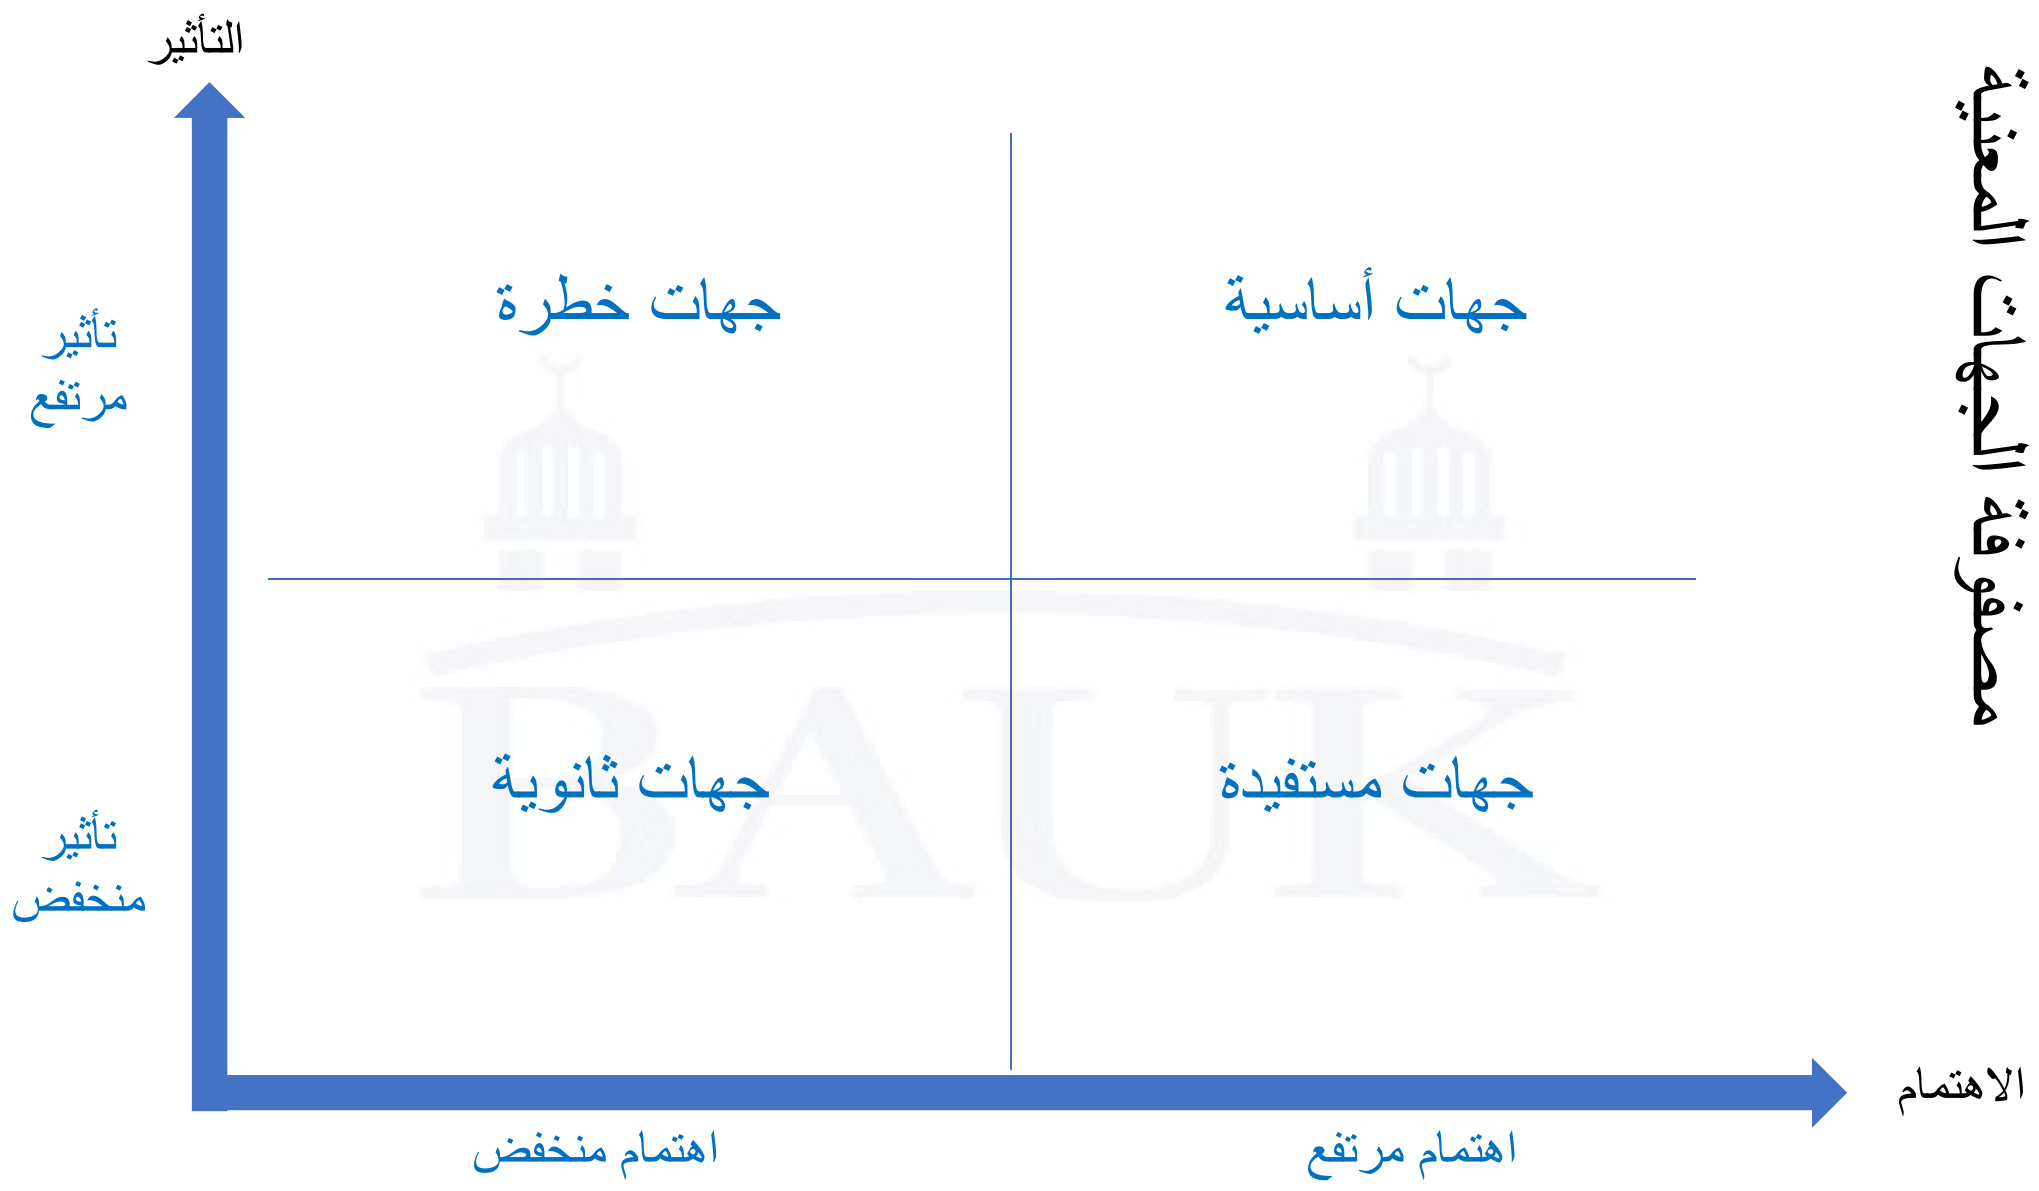 مصفوفة الجهات المعنية
التأثير
تأثير
مرتفع
جهات خطرة
جهات أساسية
تأثير
منخفض
جهات ثانوية
جهات مستفيدة
BAUK
الاهتمام
اهتمام منخفض
اهتمام مرتفع